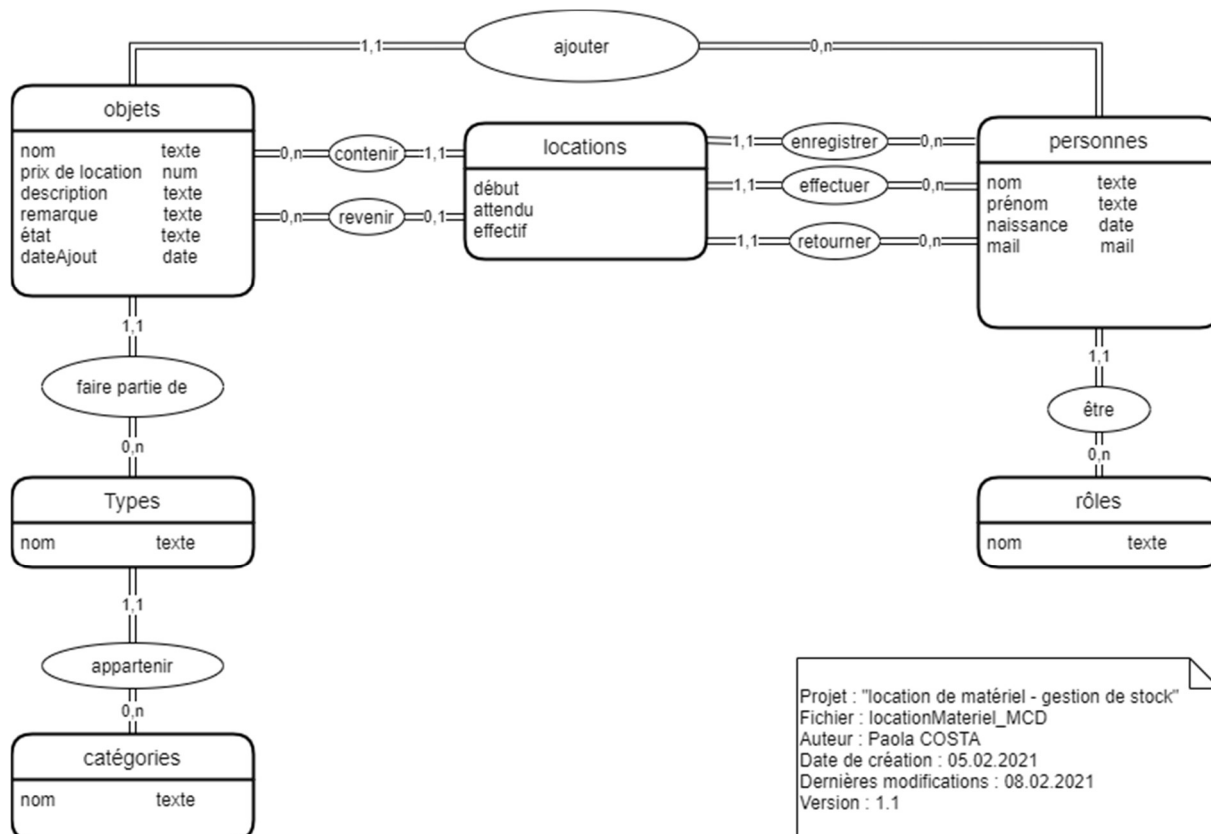 1,1 ajouter 0,n
objets
nom texte
prix de location num
description texte
remarque texte
état texte
dateAjout date
0,n contenir 1,1
0,n revenir 0,1
locations
début
attendu
effectif
1,1 enregistrer 0,n
1,1 effectuer 0,n
1,1 retourner 0,n
personnes
nom texte
prénom texte
naissance date
mail mail
1,1
faire partie de
0,n
Types
nom texte
1,1
appartenir
0,n
catégories
nom texte
1,1
être
0,n
rôles
nom texte
Projet : "location de matériel - gestion de stock"
Fichier : locationMateriel_MCD
Auteur : Paola COSTA
Date de création : 05.02.2021
Dernières modifications : 08.02.2021
Version : 1.1